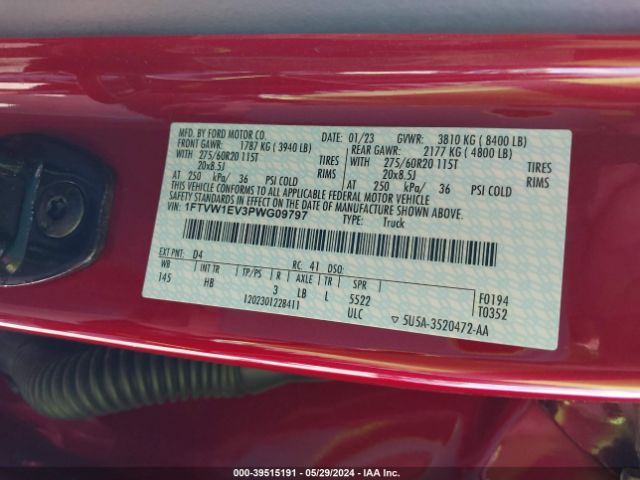 MFD. BY FORD MOTOR CO.
01/23 GVWR: 3810 KG ( 8400 LB)
FRONT GAWR: 1787 KG ( 3940 LB) REAR GAWR: 2177 KG ( 4800 LB)
WITH 275/60R20 115T TIRES WITH 275/60R20 115T TIRES
20x8.5J RIMS 20x8.5J RIMS
AT 250 kPa/ 36 PSI COLD AT 250 kPa/ 36 PSI COLD
THIS VEHICLE CONFORMS TO ALL APPLICABLE FEDERAL MOTOR VEHICLE
SAFETY STANDARDS IN EFFECT ON THE DATE OF MANUFACTURE SHOWN ABOVE.
1FTVW1EV3PWG09797 TYPE: Truck
EXT PNT: D4 RC: 41 DSO:
WB INT TR TP/PS R AXLE TR SPR F0194
145 HB 3 LB L 5522 T0352
1202301228411 ULC ▽ 5U5A-3520472-AA
000-39515191 - 05/29/2024 - IAA Inc.